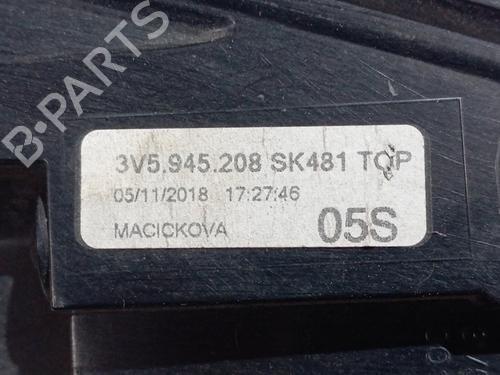 B-PARTS
3V5.945.208 SK481 TOP
05/11/2018 17:27:46
MACICKOVA 05S